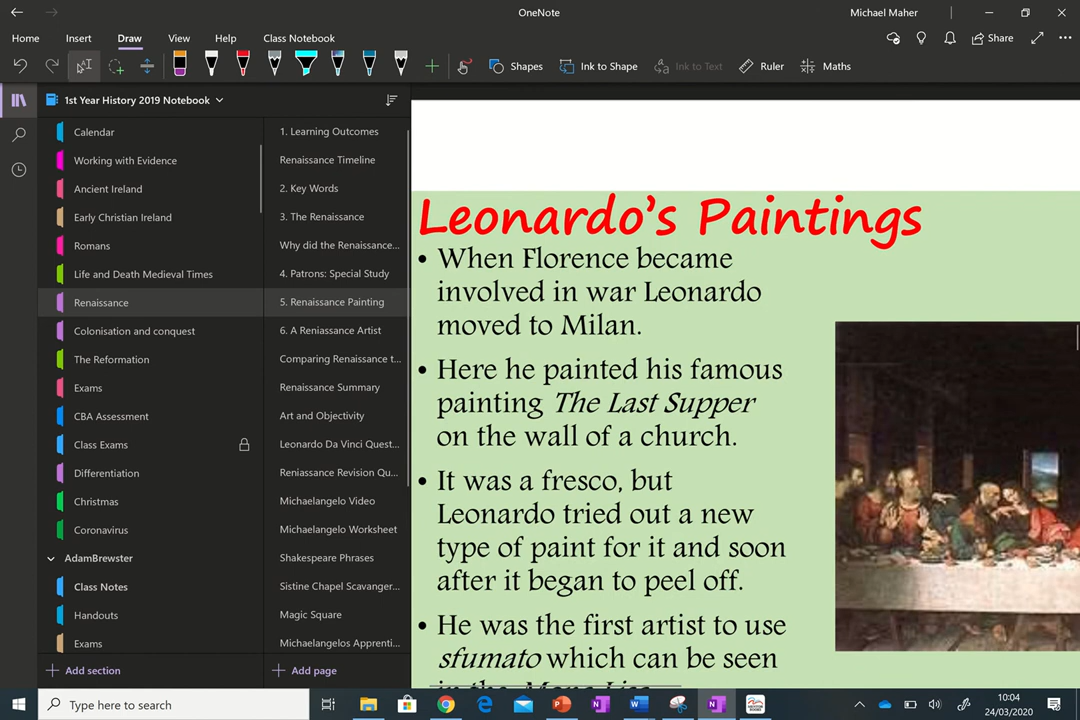 OneNote
Michael Maher
Home
Insert
Draw
View
Help
Class Notebook
Share
Shapes
Ink to Shape
Ink to Text
Ruler
Maths
1st Year History 2019 Notebook
Calendar
Working with Evidence
Ancient Ireland
Early Christian Ireland
Romans
Life and Death Medieval Times
Renaissance
Colonisation and conquest
The Reformation
Exams
CBA Assessment
Class Exams
Differentiation
Christmas
Coronavirus
AdamBrewster
Class Notes
Handouts
Exams
Add section
1. Learning Outcomes
Renaissance Timeline
2. Key Words
3. The Renaissance
Why did the Renaissance...
4. Patrons: Special Study
5. Renaissance Painting
6. A Reniassance Artist
Comparing Renaissance t...
Renaissance Summary
Art and Objectivity
Leonardo Da Vinci Quest...
Reniassance Revision Qu...
Michaelangelo Video
Michaelangelo Worksheet
Shakespeare Phrases
Sistine Chapel Scavanger...
Magic Square
Michaelangelos Apprenti...
Add page
Leonardo's Paintings
• When Florence became
involved in war Leonardo
moved to Milan.
• Here he painted his famous
painting The Last Supper
on the wall of a church.
• It was a fresco, but
Leonardo tried out a new
type of paint for it and soon
after it began to peel off.
• He was the first artist to use
sfumato which can be seen
in the Mona Lisa
Type here to search
10:04
24/03/2020